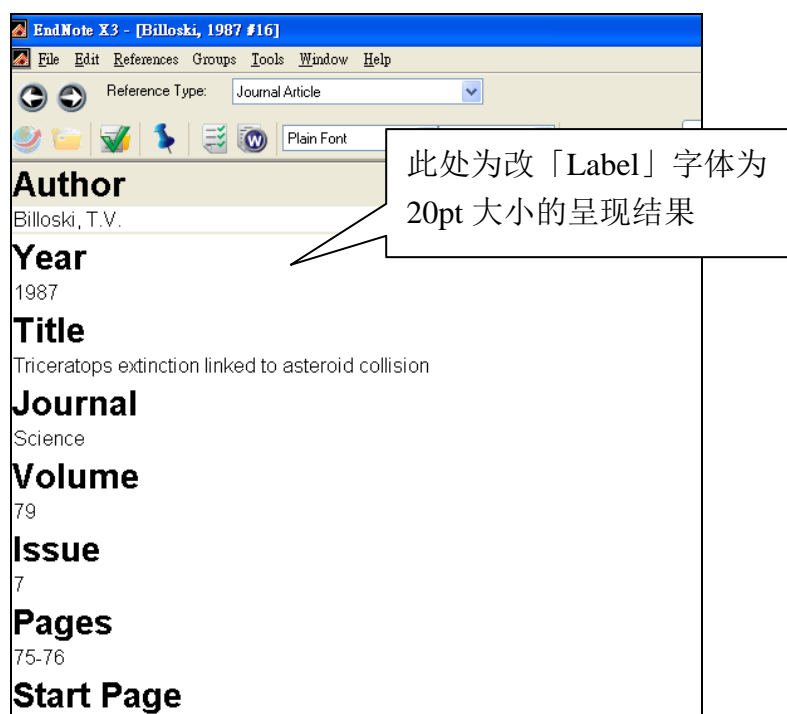 EndNote X3 - [Billoski, 1987 #16]
File Edit References Groups Tools Window Help
Reference Type: Journal Article
Plain Font
此处为改「Label」字体为
20pt 大小的呈现结果
Author
Billoski, T.V.
Year
1987
Title
Triceratops extinction linked to asteroid collision
Journal
Science
Volume
79
Issue
7
Pages
75-76
Start Page